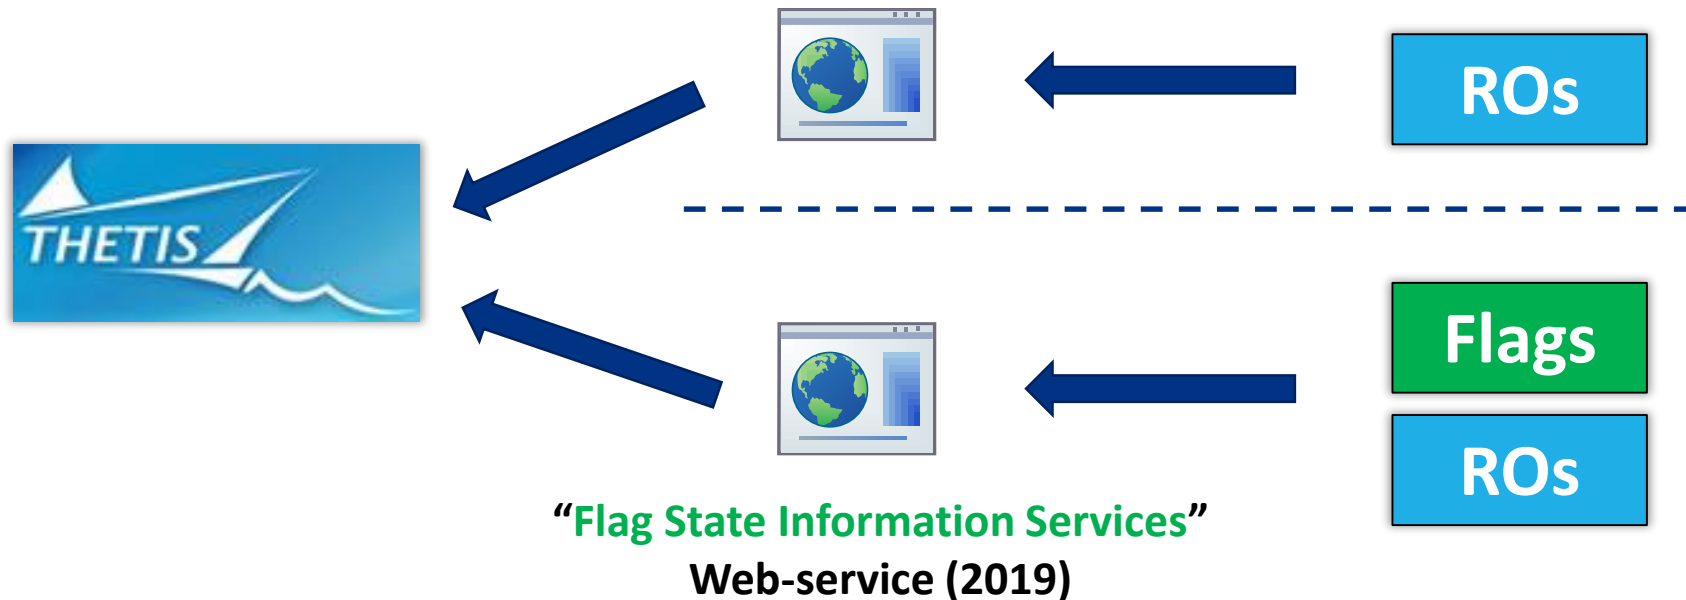 ROs
THETIS
Flags
ROs
“Flag State Information Services”
Web-service (2019)